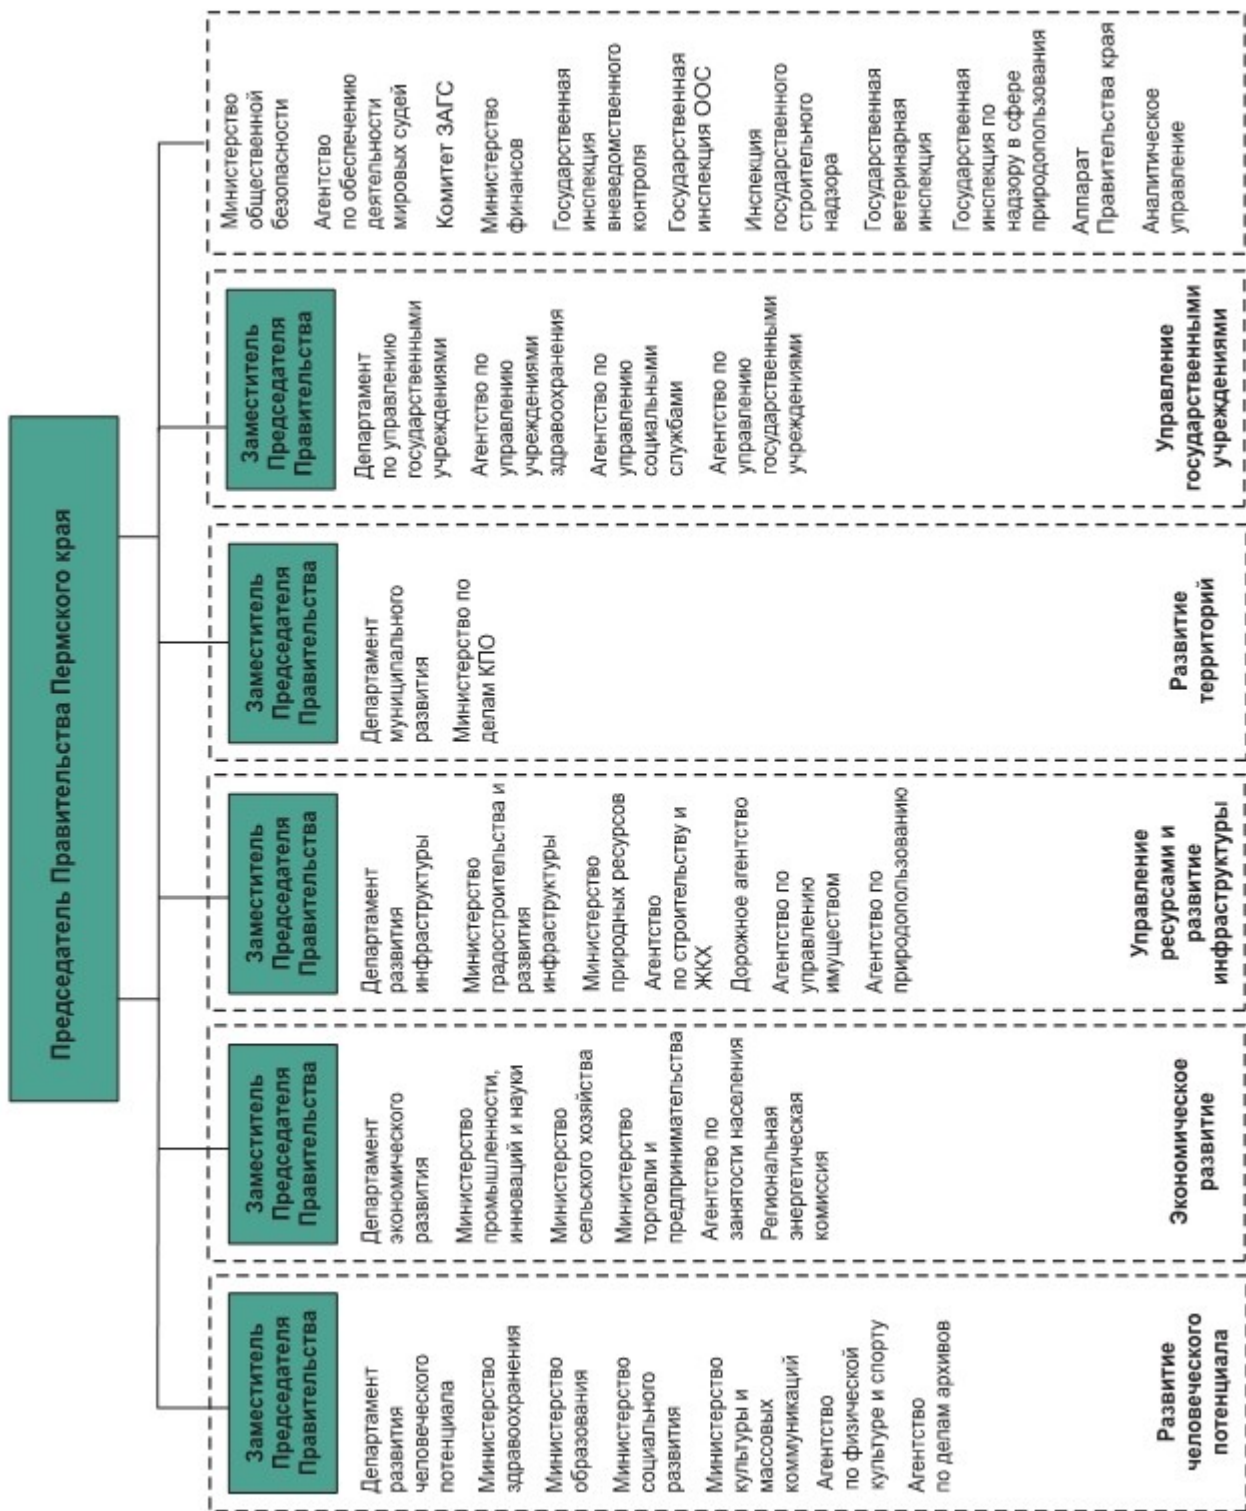 Председатель Правительства Пермского края
Заместитель
Председателя
Правительства
Департамент
развития
человеческого
потенциала
Министерство
здравоохранения
Министерство
образования
Министерство
социального
развития
Министерство
культуры и
массовых
коммуникаций
Агентство
по физической
культуре и спорту
Агентство
по делам архивов
Развитие
человеческого
потенциала
Заместитель
Председателя
Правительства
Департамент
экономического
развития
Министерство
промышленности,
инноваций и науки
Министерство
сельского хозяйства
Министерство
торговли и
предпринимательства
Агентство по
занятости населения
Региональная
энергетическая
комиссия
Экономическое
развитие
Заместитель
Председателя
Правительства
Департамент
развития
инфраструктуры
Министерство
градостроительства и
развития
инфраструктуры
Министерство
природных ресурсов
Агентство
по строительству и
ЖКХ
Дорожное агентство
Агентство по
управлению
имуществом
Агентство по
природопользованию
Управление
ресурсами и
развитие
инфраструктуры
Заместитель
Председателя
Правительства
Департамент
муниципального
развития
Министерство по
делам КПО
Развитие
территорий
Заместитель
Председателя
Правительства
Департамент
по управлению
государственными
учреждениями
Агентство по
управлению
учреждениями
здравоохранения
Агентство по
управлению
социальными
службами
Агентство по
управлению
государственными
учреждениями
Управление
государственными
учреждениями
Министерство
общественной
безопасности
Агентство
по обеспечению
деятельности
мировых судей
Комитет ЗАГС
Министерство
финансов
Государственная
инспекция
вневедомственного
контроля
Государственная
инспекция ООС
Инспекция
государственного
строительного
надзора
Государственная
ветеринарная
инспекция
Государственная
инспекция по
надзору в сфере
природопользования
Аппарат
Правительства края
Аналитическое
управление